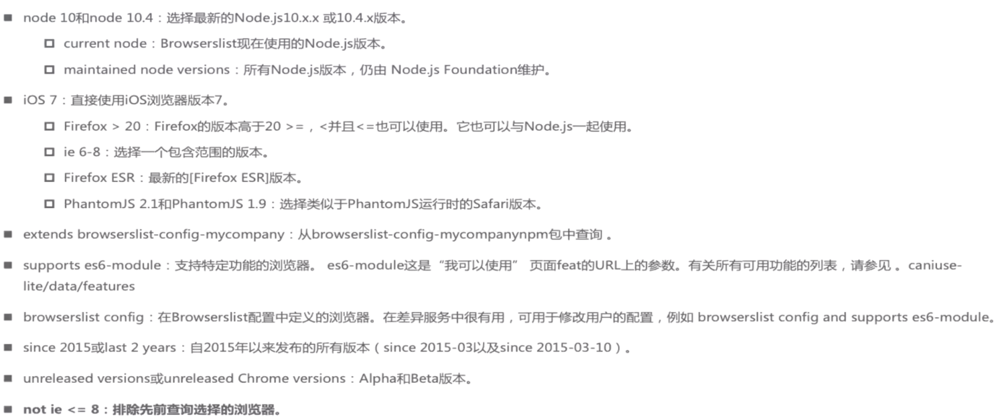 ■ node 10和node 10.4：选择最新的Node.js10.x.x 或10.4.x版本。
□ current node：Browserslist现在使用的Node.js版本。
□ maintained node versions：所有Node.js版本，仍由 Node.js Foundation维护。
■ iOS 7：直接使用iOS浏览器版本7。
□ Firefox > 20：Firefox的版本高于20 >=，<并且<=也可以使用。它也可以与Node.js一起使用。
□ ie 6-8：选择一个包含范围的版本。
□ Firefox ESR：最新的[Firefox ESR]版本。
□ PhantomJS 2.1和PhantomJS 1.9：选择类似于PhantomJS运行时的Safari版本。
■ extends browserslist-config-mycompany：从browserslist-config-mycompanynpm包中查询 。
■ supports es6-module：支持特定功能的浏览器。 es6-module这是“我可以使用” 页面feat的URL上的参数。有关所有可用功能的列表，请参见 。caniuse-
lite/data/features
■ browserslist config：在Browserslist配置中定义的浏览器。在差异服务中很有用，可用于修改用户的配置，例如 browserslist config and supports es6-module。
■ since 2015或last 2 years：自2015年以来发布的所有版本（since 2015-03以及since 2015-03-10）。
■ unreleased versions或unreleased Chrome versions：Alpha和Beta版本。
■ not ie <= 8：排除先前查询选择的浏览器。